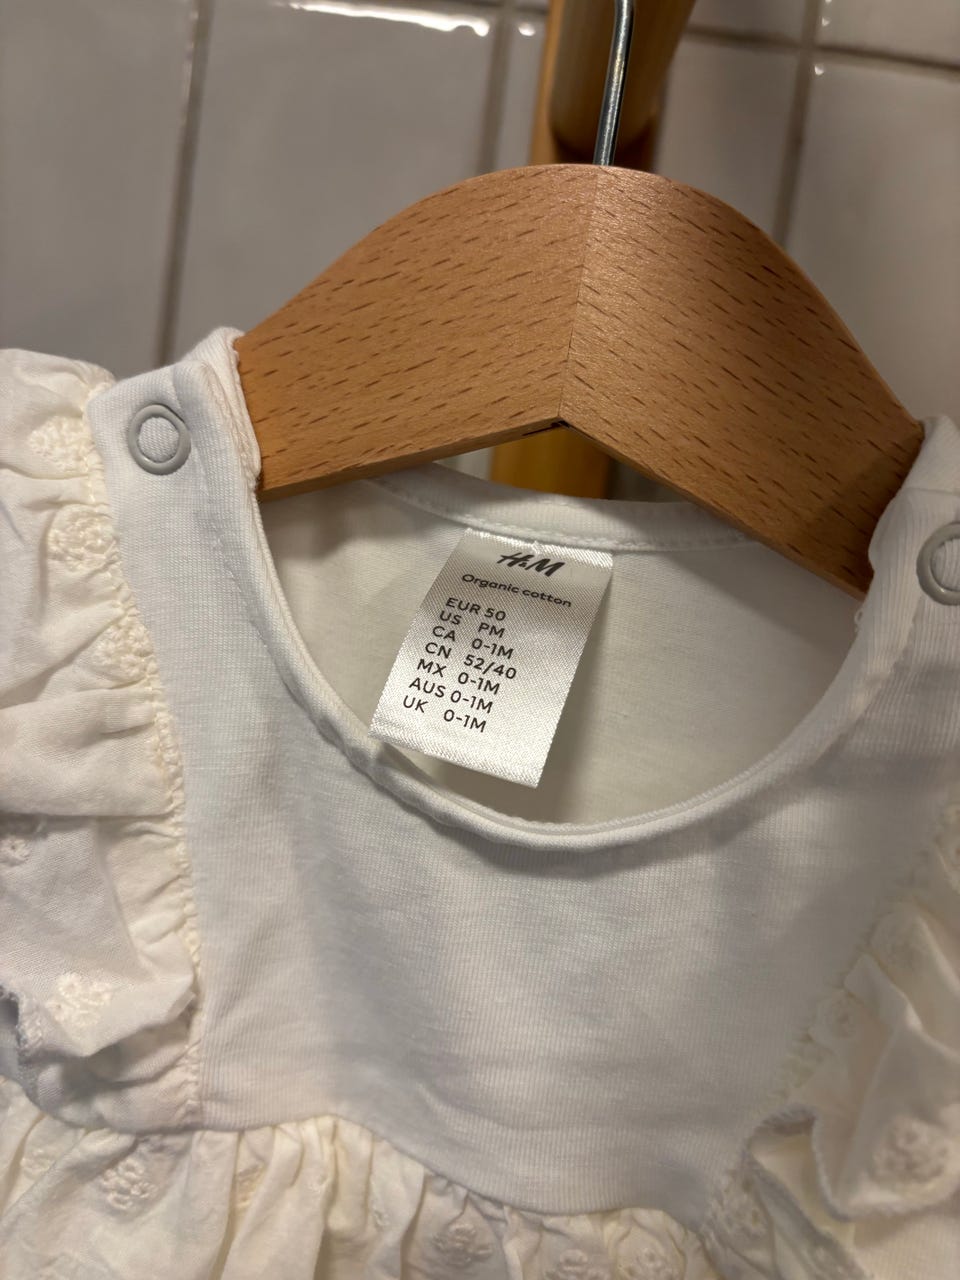 H&M
Organic cotton
EUR 50
US PM
CA 0-1M
CN 52/40
MX 0-1M
AUS 0-1M
UK 0-1M